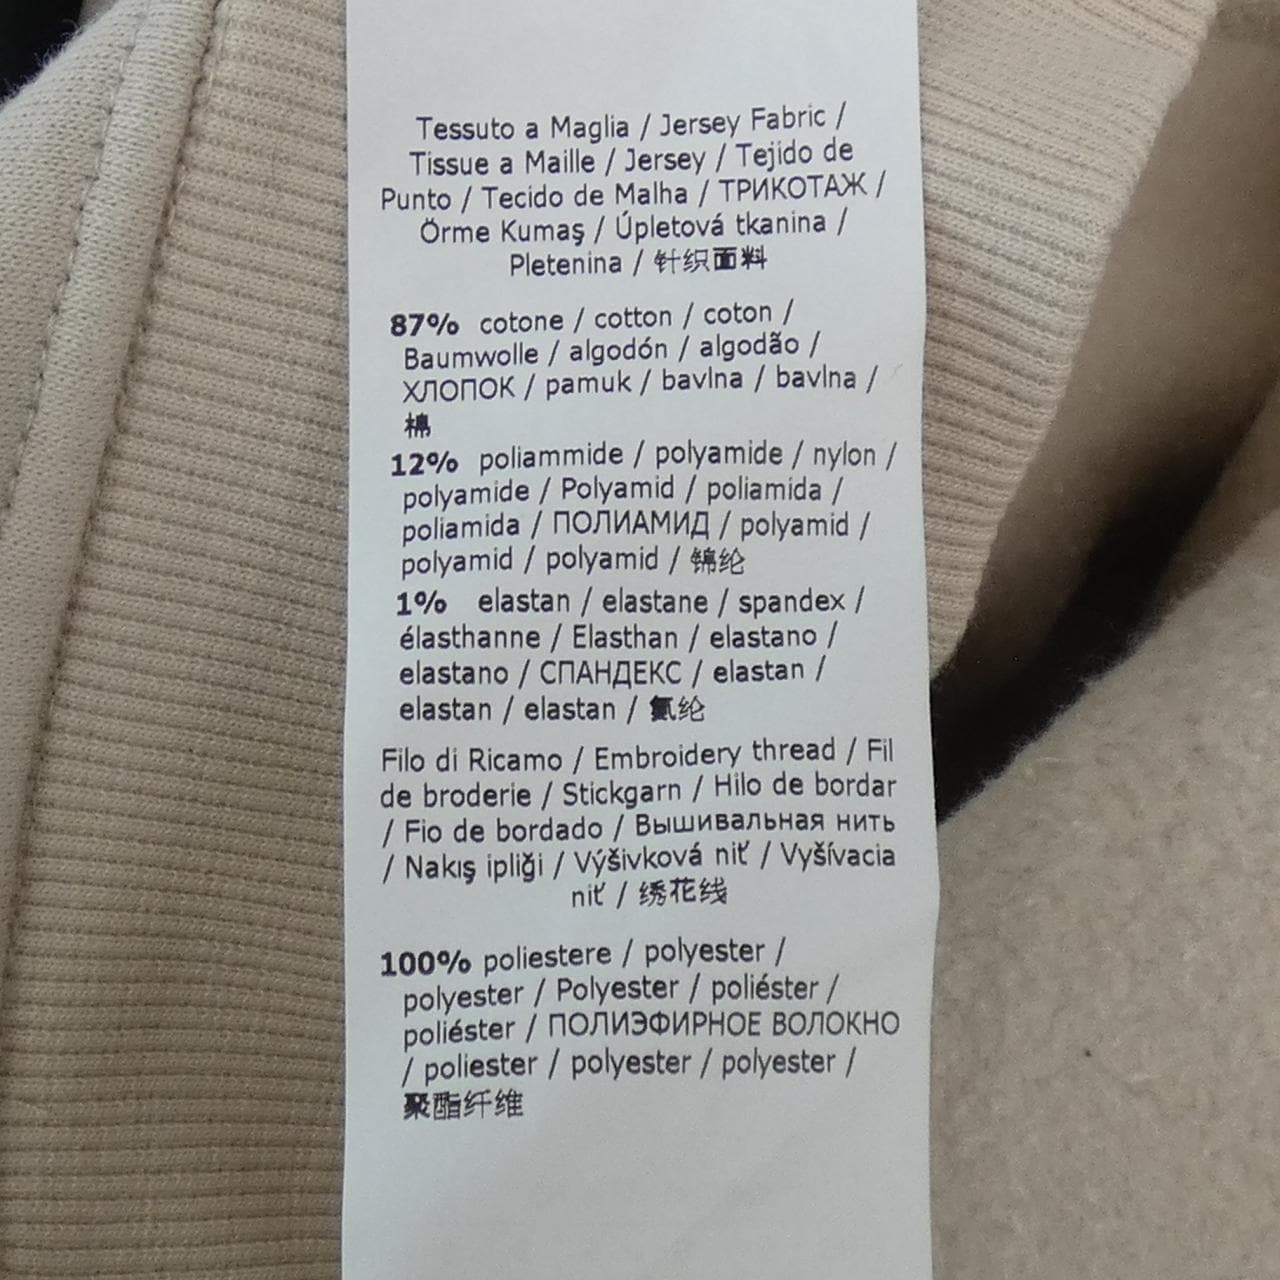 Tessuto a Maglia / Jersey Fabric /
Tissue a Maille / Jersey / Tejido de
Punto / Tecido de Malha / ТРИКОТАЖ /
Örme Kumaş / Úpletová tkanina /
Pletenina / 针织面料
87% cotone / cotton / coton /
Baumwolle / algodón / algodão /
ХЛОПОК / pamuk / bavlna / bavlna /
棉
12% poliammide / polyamide / nylon /
polyamide / Polyamid / poliamida /
poliamida / ПОЛИАМИД / polyamid /
polyamid / polyamid / 锦纶
1% elastan / elastane / spandex /
élasthanne / Elasthan / elastano /
elastano / СПАНДЕКС / elastan /
elastan / elastan / 氨纶
Filo di Ricamo / Embroidery thread / Fil
de broderie / Stickgarn / Hilo de bordar
/ Fio de bordado / Вышивальная нить
/ Nakış ipliği / Výšivková niť / Vyšívacia
niť / 绣花线
100% poliestere / polyester /
polyester / Polyester / poliéster /
poliéster / ПОЛИЭФИРНОЕ ВОЛОКНО
/ poliester / polyester / polyester /
聚酯纤维